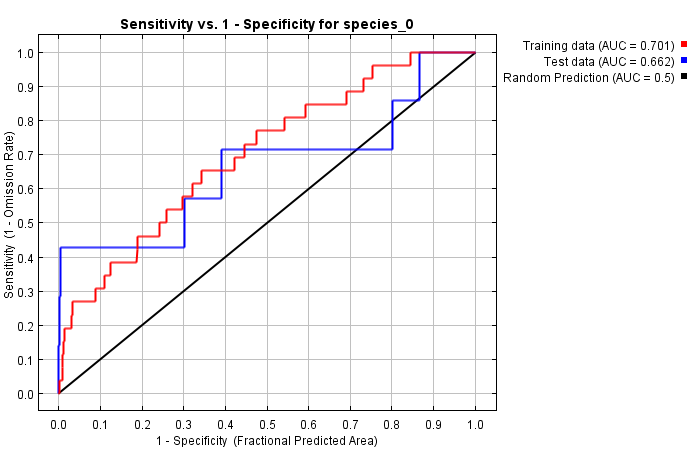 Sensitivity vs. 1 - Specificity for species_0
Training data (AUC = 0.701)
Test data (AUC = 0.662)
Random Prediction (AUC = 0.5)
Sensitivity (1 - Omission Rate)
1.0
0.9
0.8
0.7
0.6
0.5
0.4
0.3
0.2
0.1
0.0
0.0 0.1 0.2 0.3 0.4 0.5 0.6 0.7 0.8 0.9 1.0
1 - Specificity (Fractional Predicted Area)